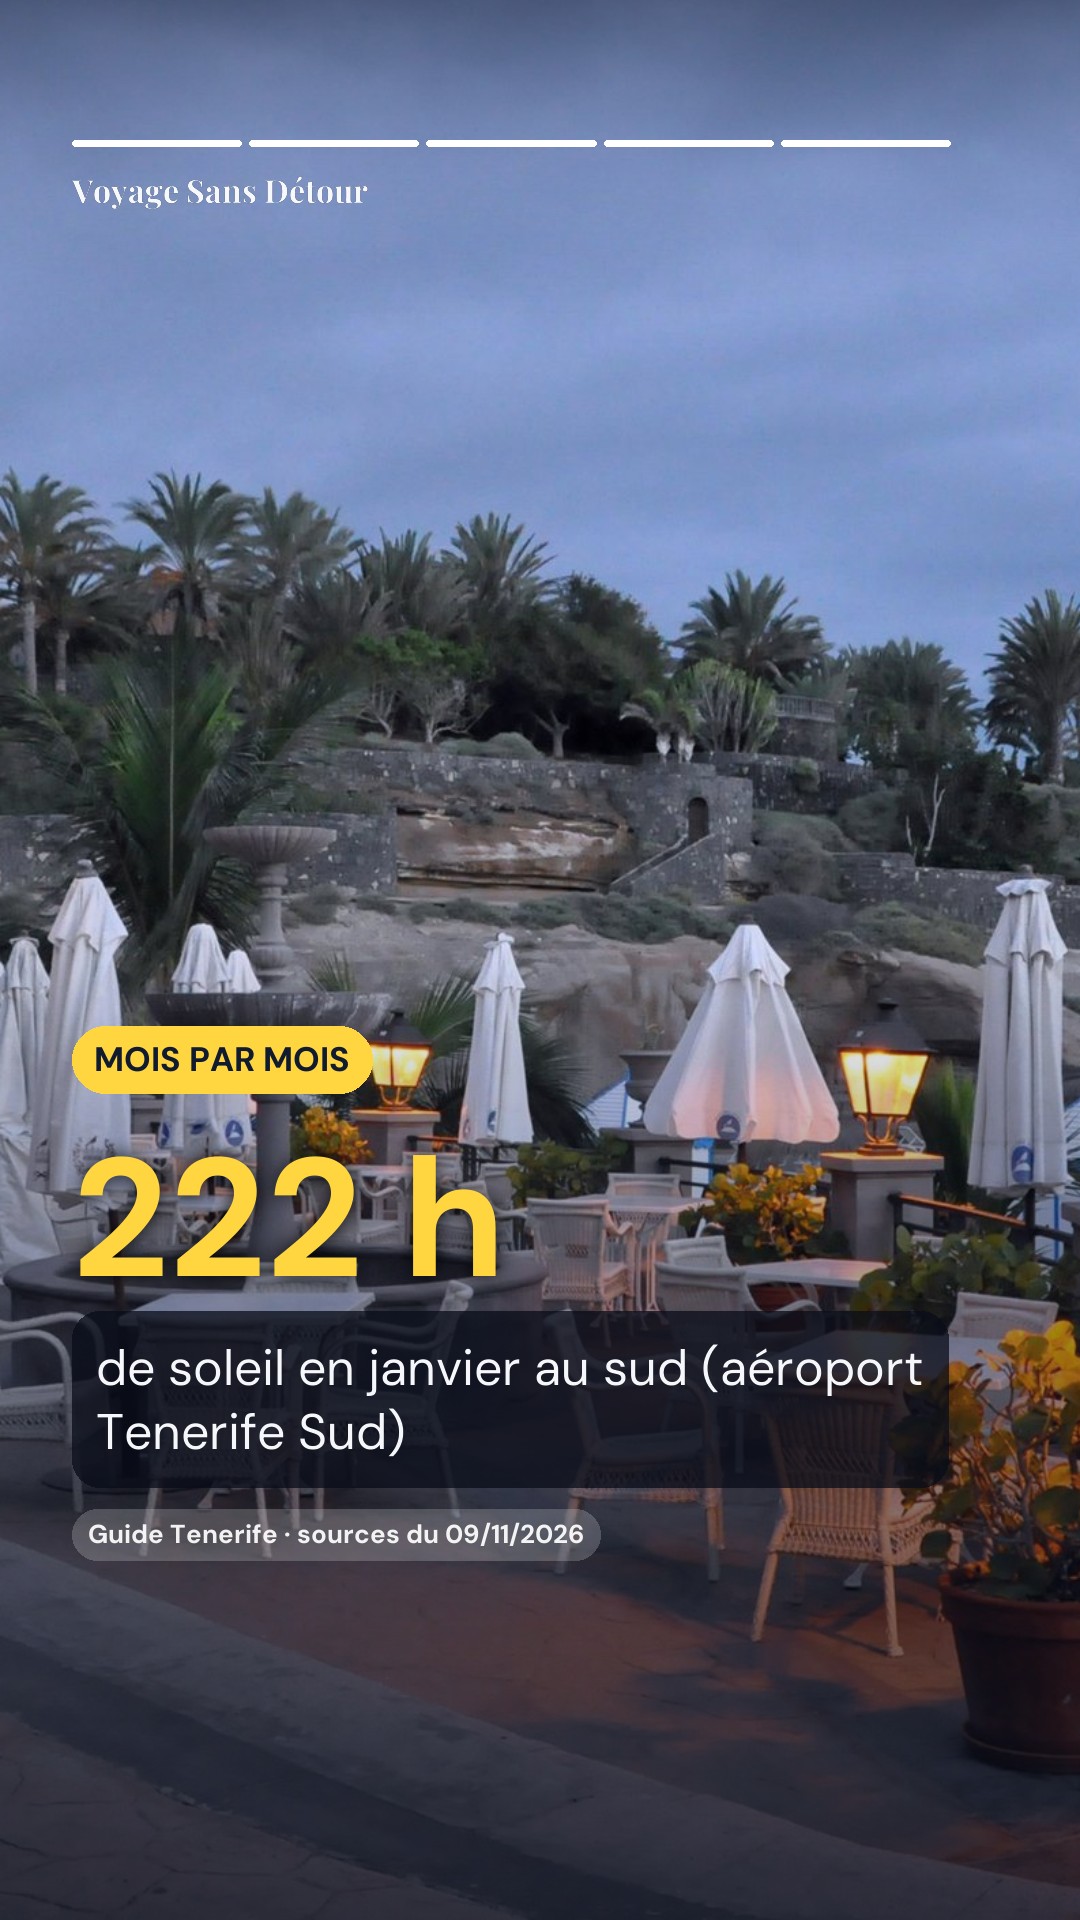 Voyage Sans Détour
MOIS PAR MOIS
222 h
de soleil en janvier au sud (aéroport
Tenerife Sud)
Guide Tenerife · sources du 09/11/2026